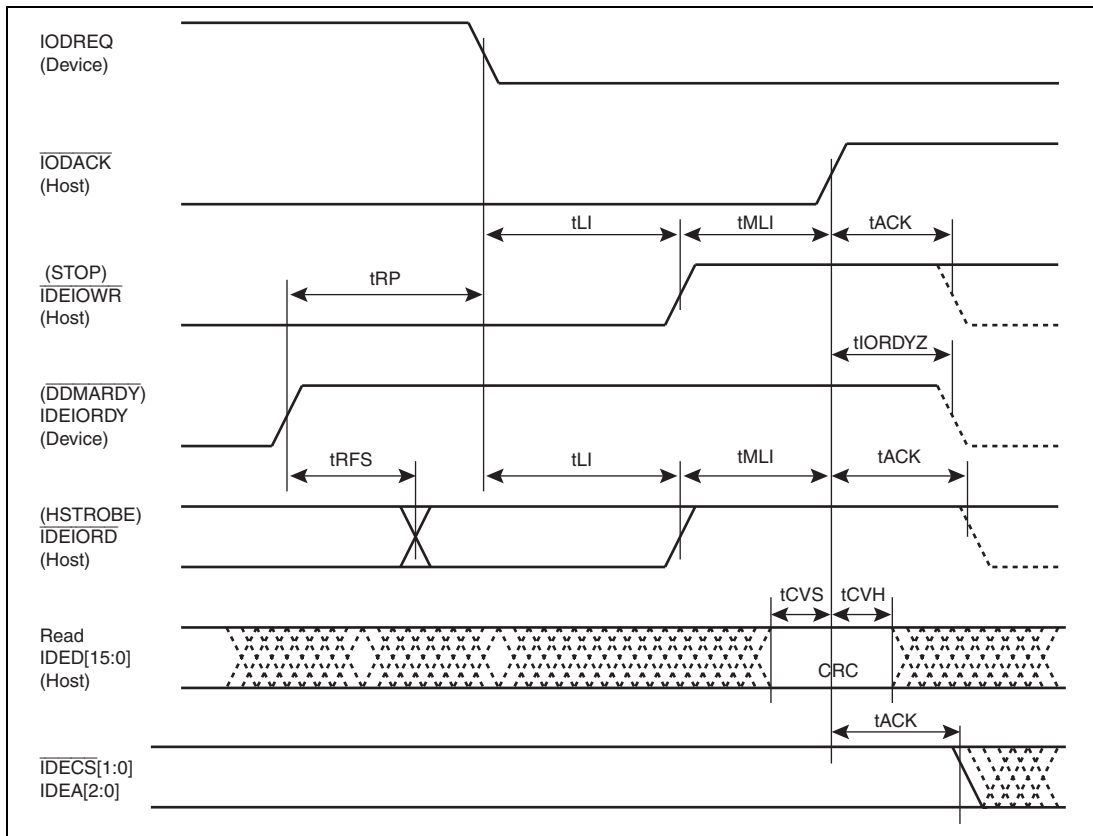 IODREQ
(Device)
IODACK
(Host)
tLI
tMLI
tACK
(STOP)
IDEIOWR
(Host)
tRP
tIORDYZ
(DDMARDY)
IDEIORDY
(Device)
tRFS
tLI
tMLI
tACK
(HSTROBE)
IDEIORD
(Host)
tCVS
tCVH
Read
IDED[15:0]
(Host)
CRC
tACK
IDECS[1:0]
IDEA[2:0]